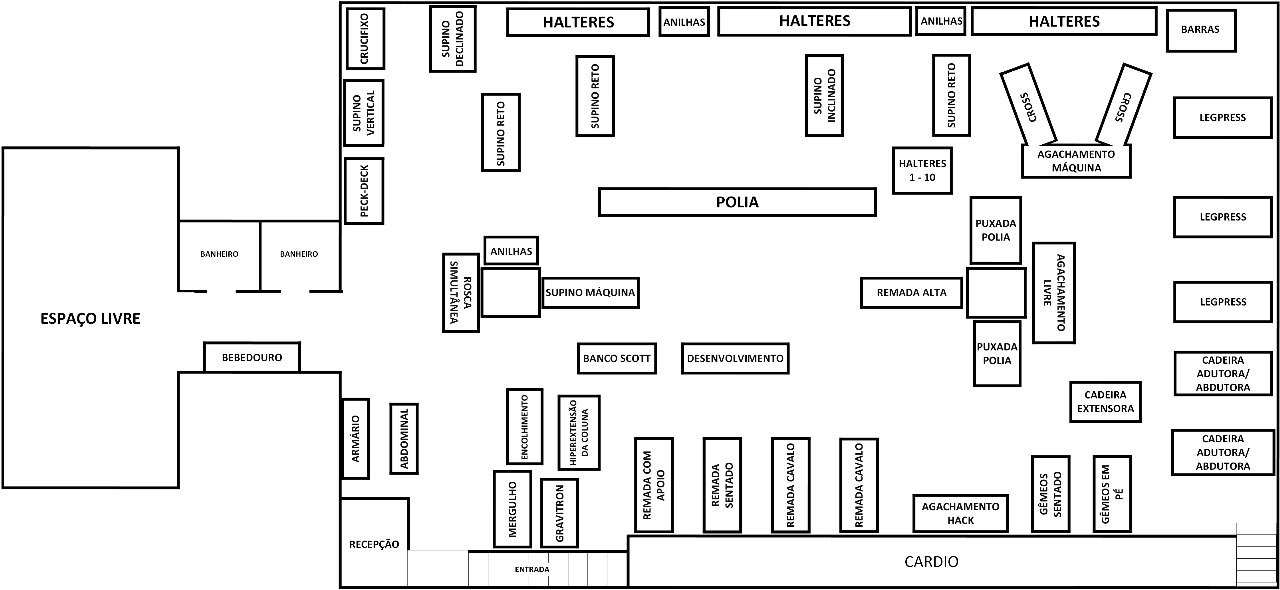 CRUCIFIXO
SUPINO
DECLINADO
HALTERES
ANILHAS
HALTERES
ANILHAS
HALTERES
BARRAS
SUPINO
VERTICAL
SUPINO RETO
SUPINO RETO
SUPINO
INCLINADO
SUPINO RETO
CROSS
CROSS
AGACHAMENTO
MÁQUINA
LEGPRESS
PECK-DECK
HALTERES
1 - 10
POLIA
PUXADA
POLIA
LEGPRESS
BANHEIRO
BANHEIRO
ANILHAS
ROSCA
SIMULTÂNEA
SUPINO MÁQUINA
REMADA ALTA
AGACHAMENTO
LIVRE
LEGPRESS
ESPAÇO LIVRE
BEBEDOURO
BANCO SCOTT
DESENVOLVIMENTO
PUXADA
POLIA
CADEIRA
ADUTORA/
ABDUTORA
CADEIRA
EXTENSORA
ARMÁRIO
ABDOMINAL
ENCOLHIMENTO
HIPEREXTENSÃO
DA COLUNA
REMADA COM
APOIO
REMADA
SENTADO
REMADA CAVALO
REMADA CAVALO
CADEIRA
ADUTORA/
ABDUTORA
MERGULHO
GRAVITRON
AGACHAMENTO
HACK
GÊMEOS
SENTADO
GÊMEOS EM
PÉ
RECEPÇÃO
ENTRADA
CARDIO